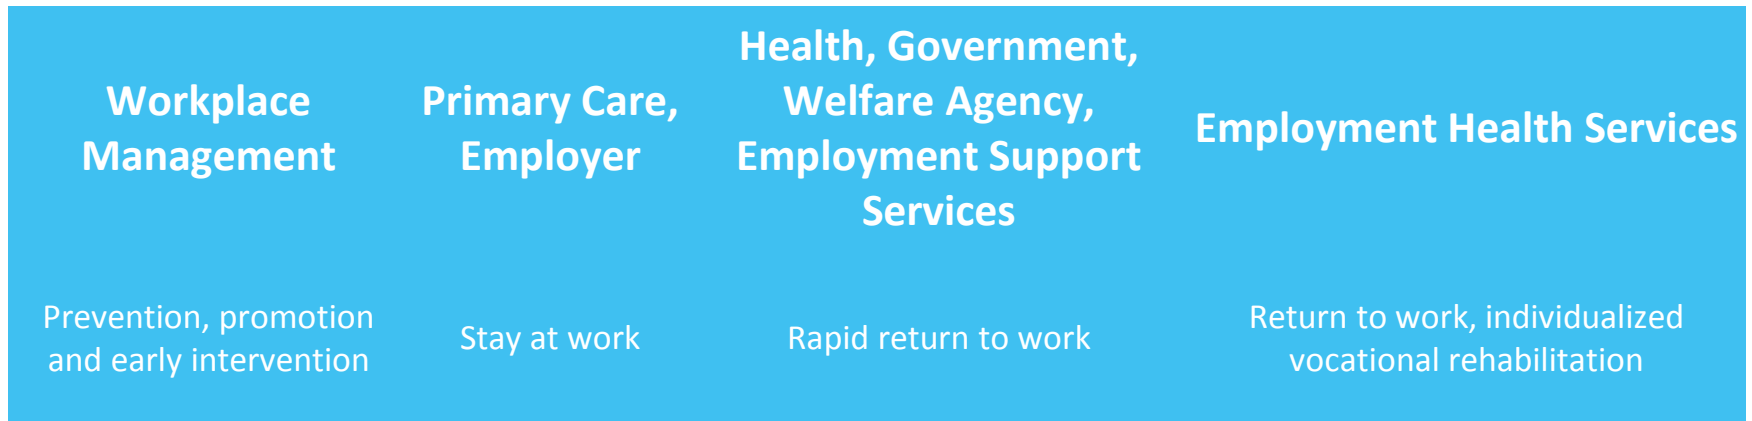 Workplace
Management
Primary Care,
Employer
Health, Government,
Welfare Agency,
Employment Support
Services
Employment Health Services
Prevention, promotion
and early intervention
Stay at work
Rapid return to work
Return to work, individualized
vocational rehabilitation